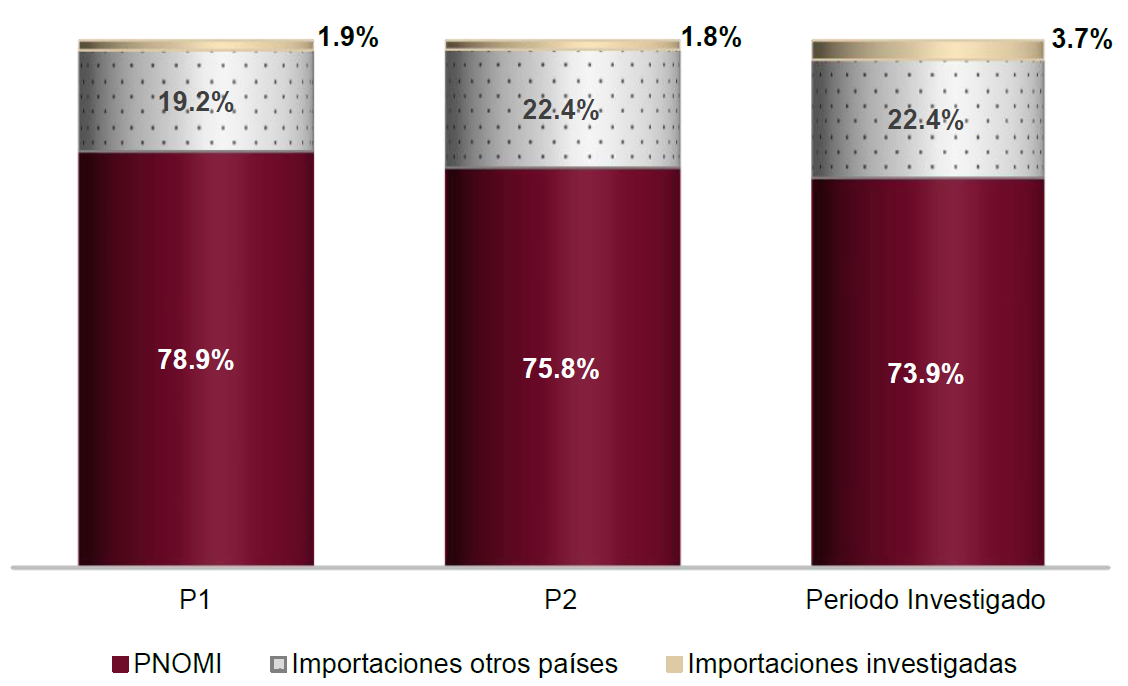 1.9% 1.8% 3.7%
19.2% 22.4% 22.4%
78.9% 75.8% 73.9%
P1 P2 Periodo Investigado
PNOMI Importaciones otros países Importaciones investigadas